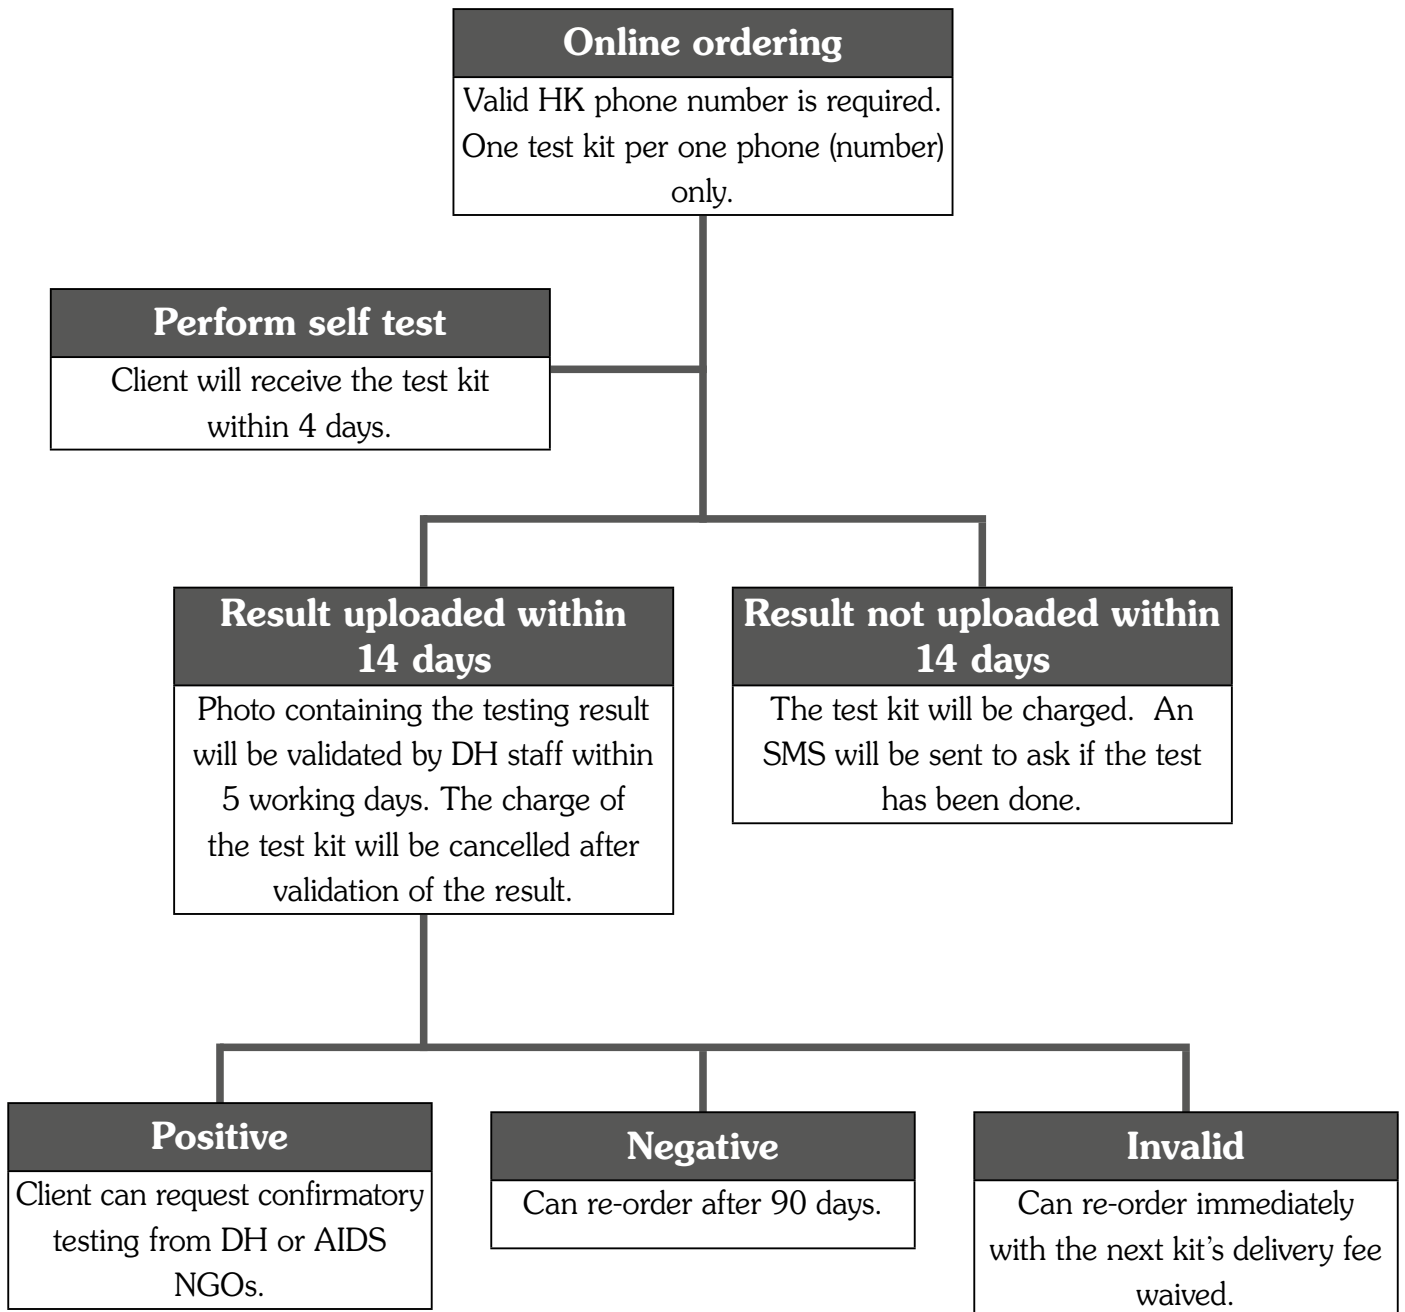 Online ordering
Valid HK phone number is required.
One test kit per one phone (number)
only.
Perform self test
Client will receive the test kit
within 4 days.
Result uploaded within
14 days
Photo containing the testing result
will be validated by DH staff within
5 working days. The charge of
the test kit will be cancelled after
validation of the result.
Result not uploaded within
14 days
The test kit will be charged.  An
SMS will be sent to ask if the test
has been done.
Positive
Client can request confirmatory
testing from DH or AIDS
NGOs.
Negative
Can re-order after 90 days.
Invalid
Can re-order immediately
with the next kit’s delivery fee
waived.